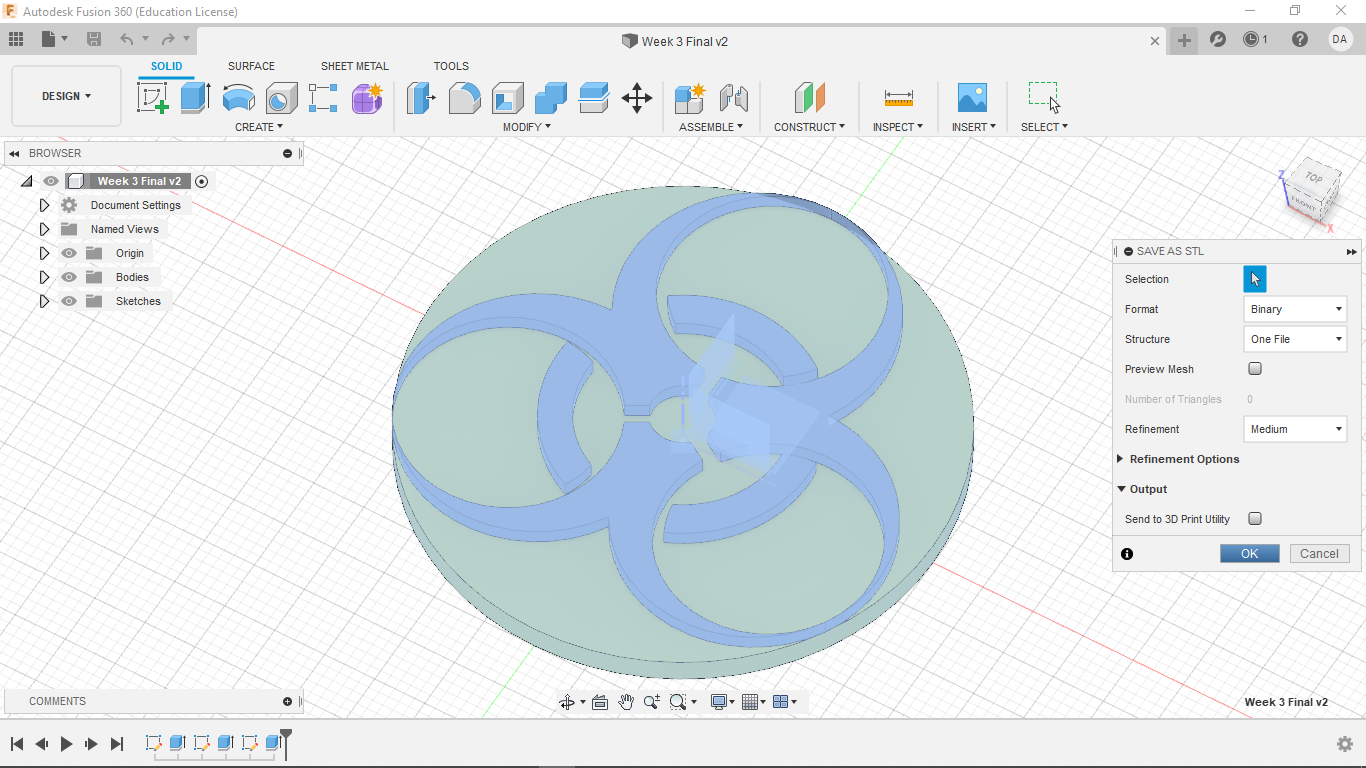 Autodesk Fusion 360 (Education License)
Week 3 Final v2
1
DA
SOLID SURFACE SHEET METAL TOOLS
DESIGN
CREATE MODIFY ASSEMBLE CONSTRUCT INSPECT INSERT SELECT
BROWSER
Week 3 Final v2
Document Settings
Named Views
Origin
Bodies
Sketches
TOP
FRONT
Z
X
SAVE AS STL
Selection
Format Binary
Structure One File
Preview Mesh
Number of Triangles 0
Refinement Medium
Refinement Options
Output
Send to 3D Print Utility
OK Cancel
COMMENTS
Week 3 Final v2